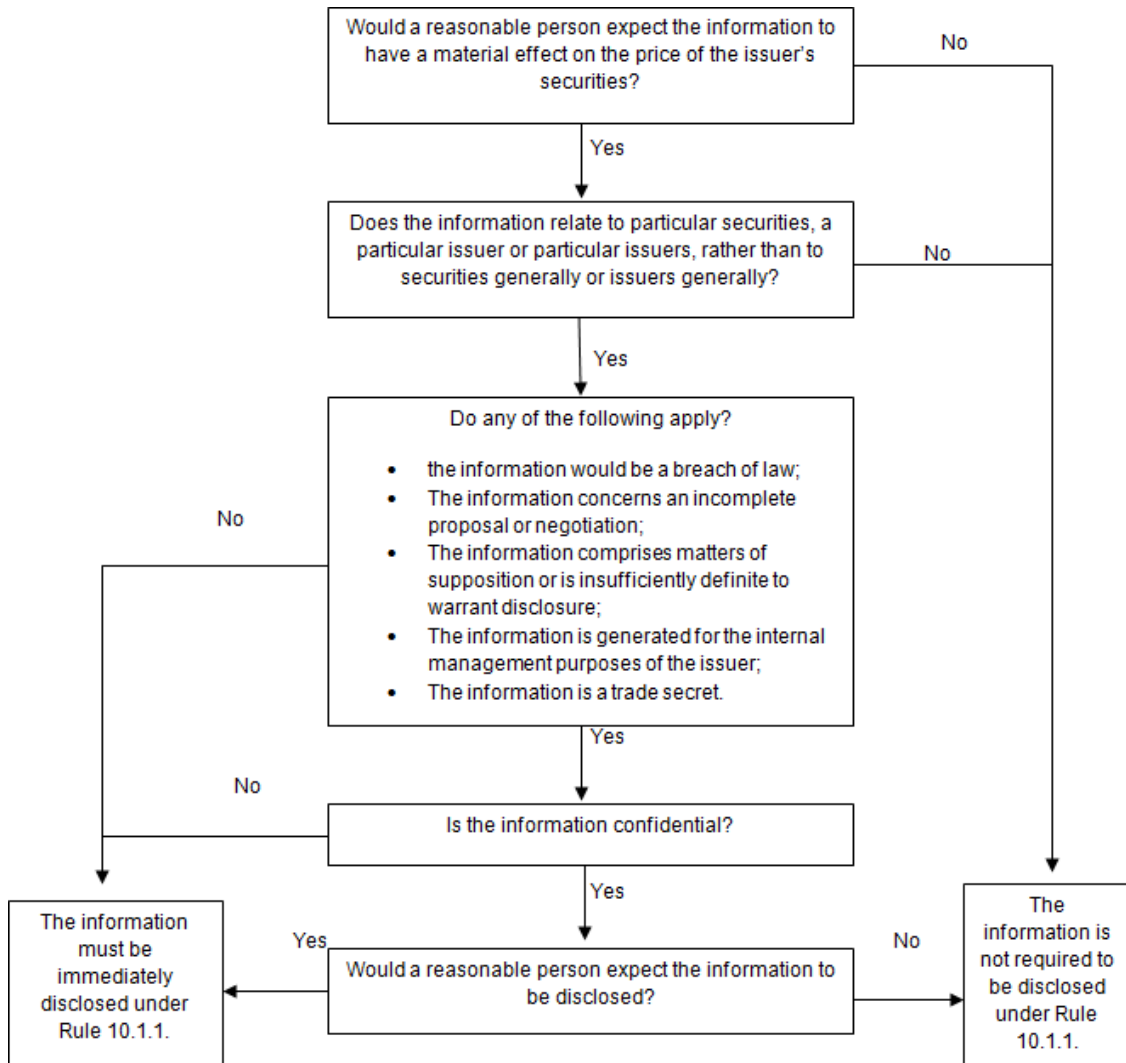 Would a reasonable person expect the information to
have a material effect on the price of the issuer's
securities?
No
Yes
Does the information relate to particular securities, a
particular issuer or particular issuers, rather than to
securities generally or issuers generally?
No
Yes
Do any of the following apply?
• the information would be a breach of law;
• The information concerns an incomplete
proposal or negotiation;
• The information comprises matters of
supposition or is insufficiently definite to
warrant disclosure;
• The information is generated for the internal
management purposes of the issuer;
• The information is a trade secret.
No
Yes
No
Is the information confidential?
Yes
The information
must be
immediately
disclosed under
Rule 10.1.1.
Yes
Would a reasonable person expect the information to
be disclosed?
No
The
information is
not required to
be disclosed
under Rule
10.1.1.